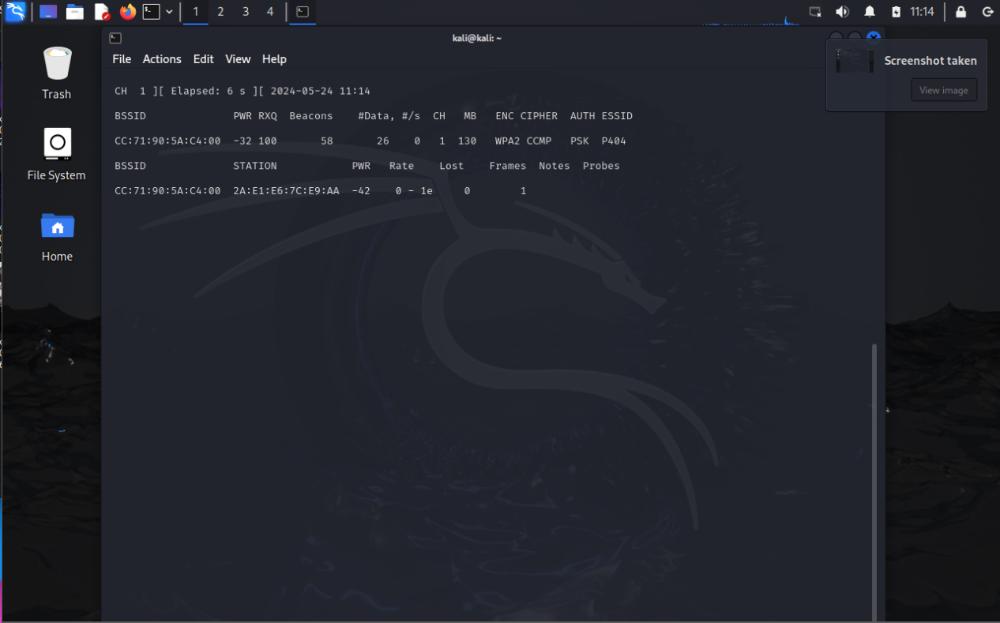 1 2 3 4 11:14
kali@kali: ~
File Actions Edit View Help
Screenshot taken
View image
Trash
File System
Home
CH 1 ][ Elapsed: 6 s ][ 2024-05-24 11:14
BSSID PWR RXQ Beacons #Data, #/s CH MB ENC CIPHER AUTH ESSID
CC:71:90:5A:C4:00 -32 100 58 26 0 1 130 WPA2 CCMP PSK P404
BSSID STATION PWR Rate Lost Frames Notes Probes
CC:71:90:5A:C4:00 2A:E1:E6:7C:E9:AA -42 0 - 1e 0 1